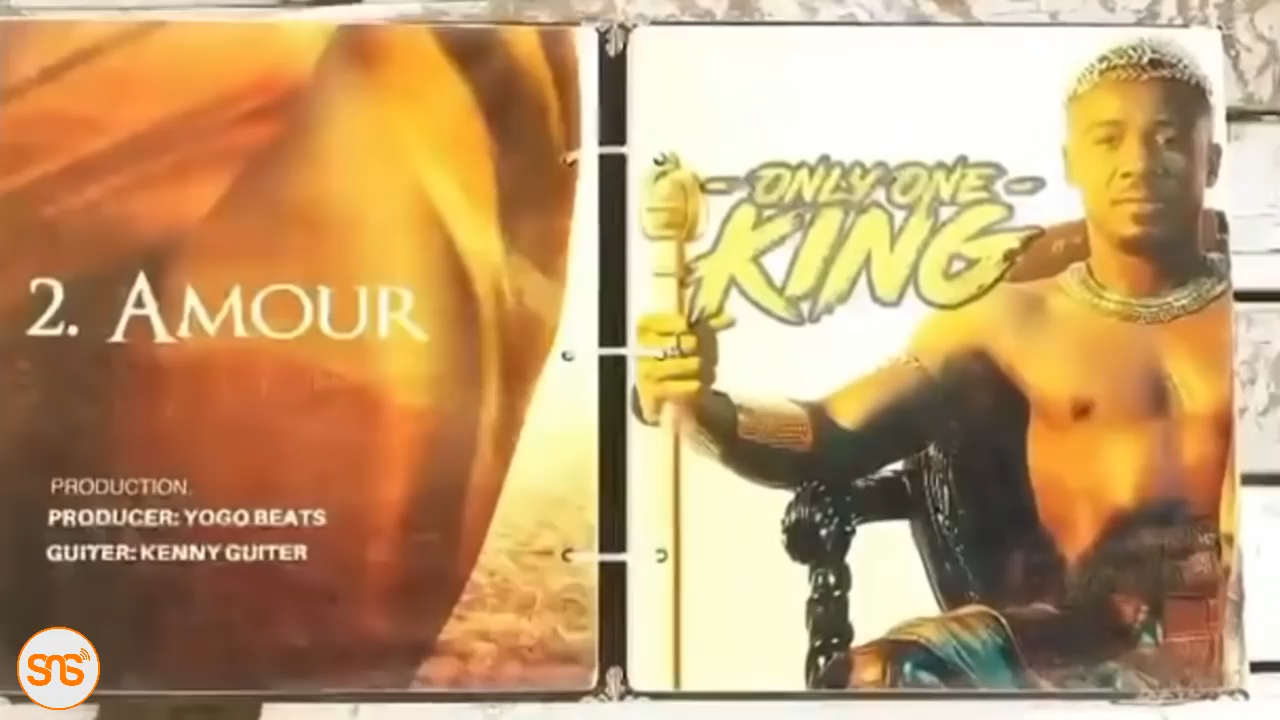 2. AMOUR
PRODUCTION.
PRODUCER: YOGO BEATS
GUITER: KENNY GUITER
- ONLY ONE -
KING
SNS